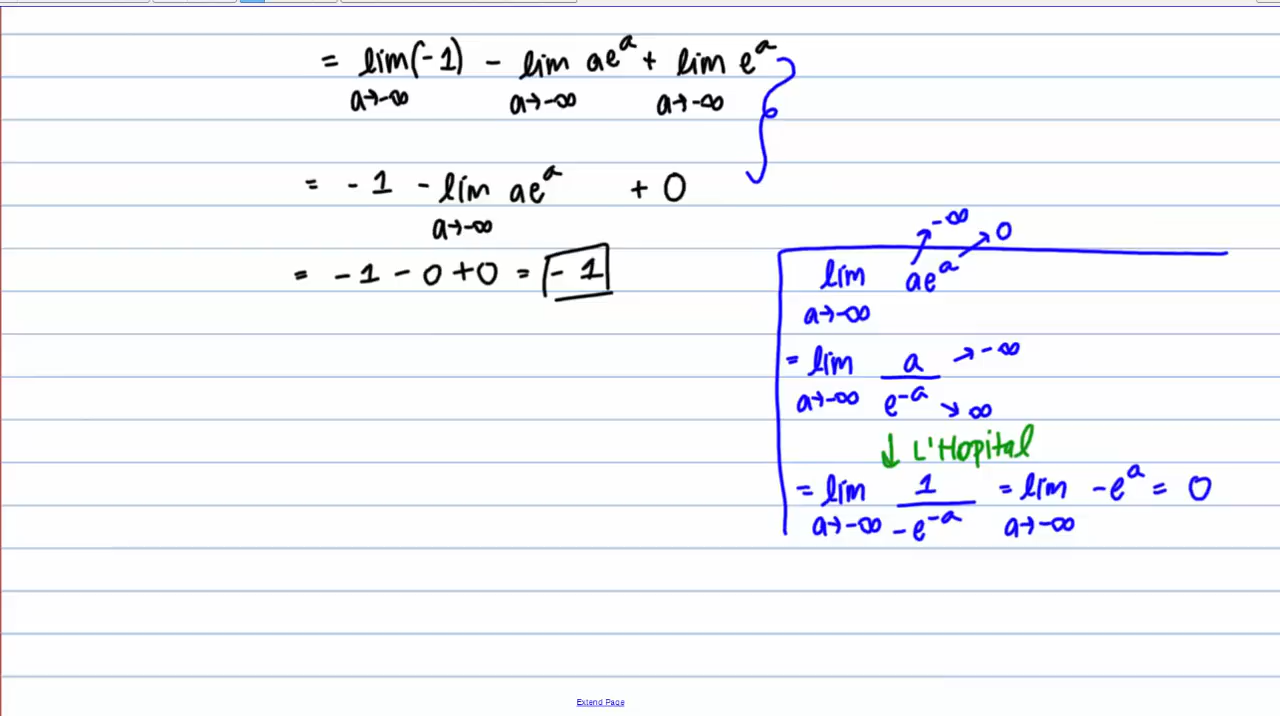 = lim(-1) - lim ae^a + lim e^a
a→-∞ a→-∞ a→-∞
= -1 - lim ae^a + 0
a→-∞
= -1 - 0 + 0 = -1
-∞ 0
lim ae^a
a→-∞
= lim a/e^-a → -∞
a→-∞ ↘ ∞
↓ L'Hopital
= lim 1/-e^-a = lim -e^a = 0
a→-∞ a→-∞
Extend Page